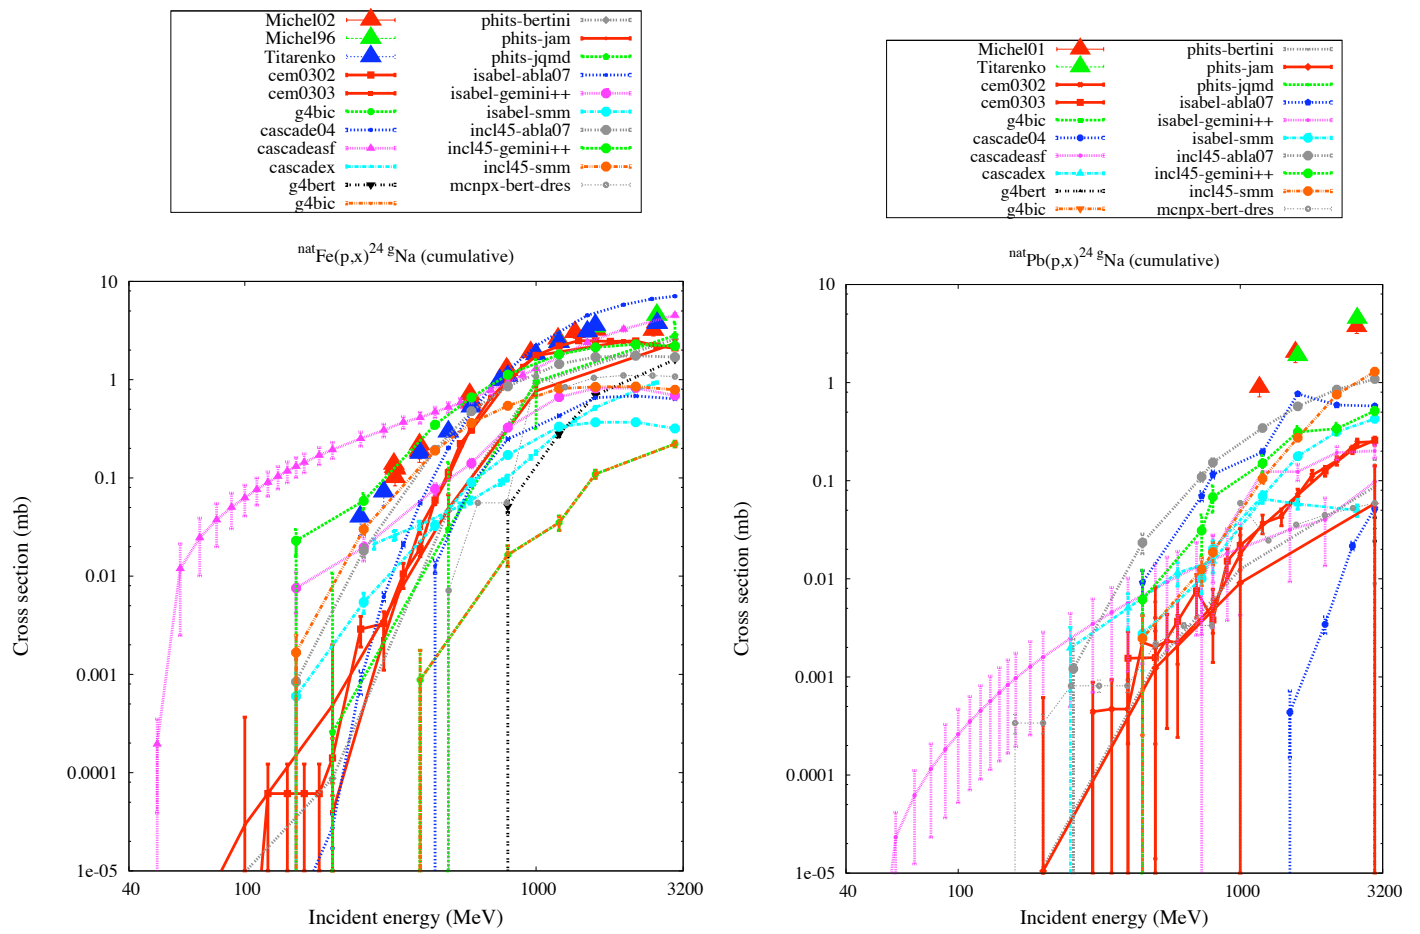 Michel02
Michel96
Titarenko
cem0302
cem0303
g4bic
cascade04
cascadeasf
cascadex
g4bert
g4bic
phits-bertini
phits-jam
phits-jqmd
isabel-abla07
isabel-gemini++
isabel-smm
incl45-abla07
incl45-gemini++
incl45-smm
mcnpx-bert-dres
natFe(p,x)24 gNa (cumulative)
Cross section (mb)
10
1
0.1
0.01
0.001
0.0001
1e-05
40
100
1000
3200
Incident energy (MeV)
Michel01
Titarenko
cem0302
cem0303
g4bic
cascade04
cascadeasf
cascadex
g4bert
g4bic
phits-bertini
phits-jam
phits-jqmd
isabel-abla07
isabel-gemini++
isabel-smm
incl45-abla07
incl45-gemini++
incl45-smm
mcnpx-bert-dres
natPb(p,x)24 gNa (cumulative)
Cross section (mb)
10
1
0.1
0.01
0.001
0.0001
1e-05
40
100
1000
3200
Incident energy (MeV)